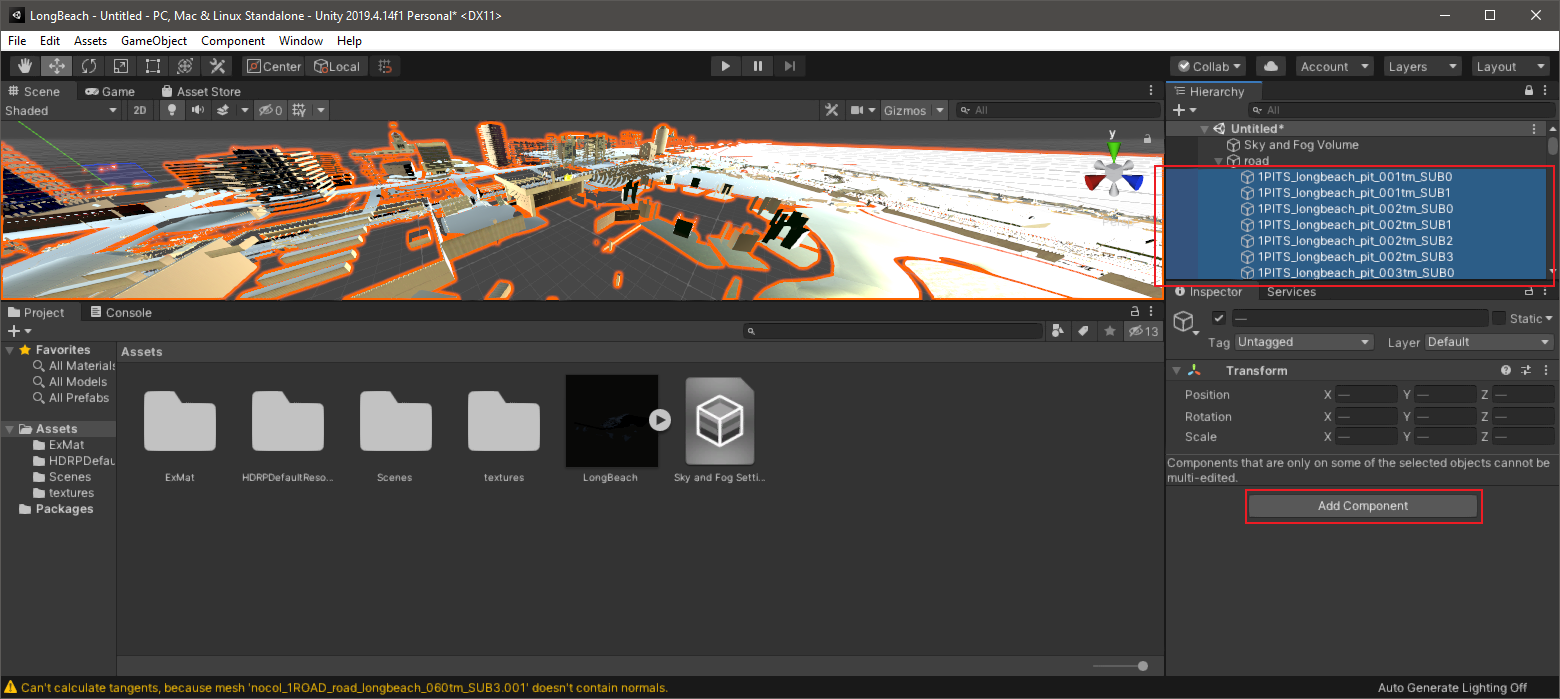 LongBeach - Untitled - PC, Mac & Linux Standalone - Unity 2019.4.14f1 Personal* <DX11>
File Edit Assets GameObject Component Window Help
Center Local Collab Account Layers Layout
Scene Game Asset Store
Shaded 2D 0 Gizmos All
y
Hierarchy
All
Untitled*
Sky and Fog Volume
road
1PITS_longbeach_pit_001tm_SUB0
1PITS_longbeach_pit_001tm_SUB1
1PITS_longbeach_pit_002tm_SUB0
1PITS_longbeach_pit_002tm_SUB1
1PITS_longbeach_pit_002tm_SUB2
1PITS_longbeach_pit_002tm_SUB3
1PITS_longbeach_pit_003tm_SUB0
Project Console
13
Favorites
All Materials
All Models
All Prefabs
Assets
ExMat
HDRPDefau
Scenes
textures
Packages
Assets
ExMat HDRPDefaultReso... Scenes textures LongBeach Sky and Fog Setti...
Inspector Services
— Static
Tag Untagged Layer Default
Transform
Position X — Y — Z —
Rotation X — Y — Z —
Scale X — Y — Z —
Components that are only on some of the selected objects cannot be
multi-edited.
Add Component
Can't calculate tangents, because mesh 'nocol_1ROAD_road_longbeach_060tm_SUB3.001' doesn't contain normals.
Auto Generate Lighting Off